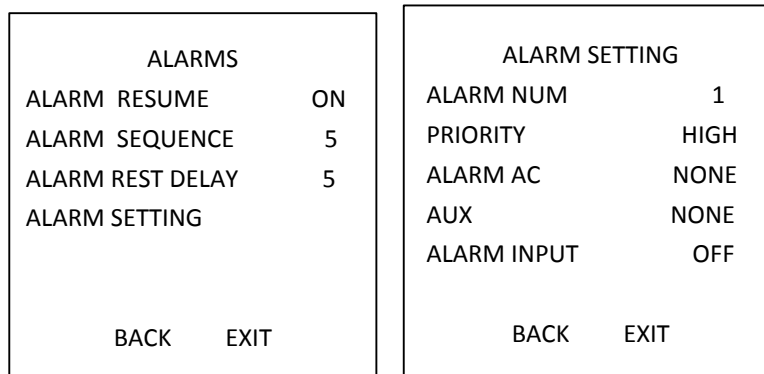 ALARMS
ALARM RESUME ON
ALARM SEQUENCE 5
ALARM REST DELAY 5
ALARM SETTING
BACK EXIT
ALARM SETTING
ALARM NUM 1
PRIORITY HIGH
ALARM AC NONE
AUX NONE
ALARM INPUT OFF
BACK EXIT